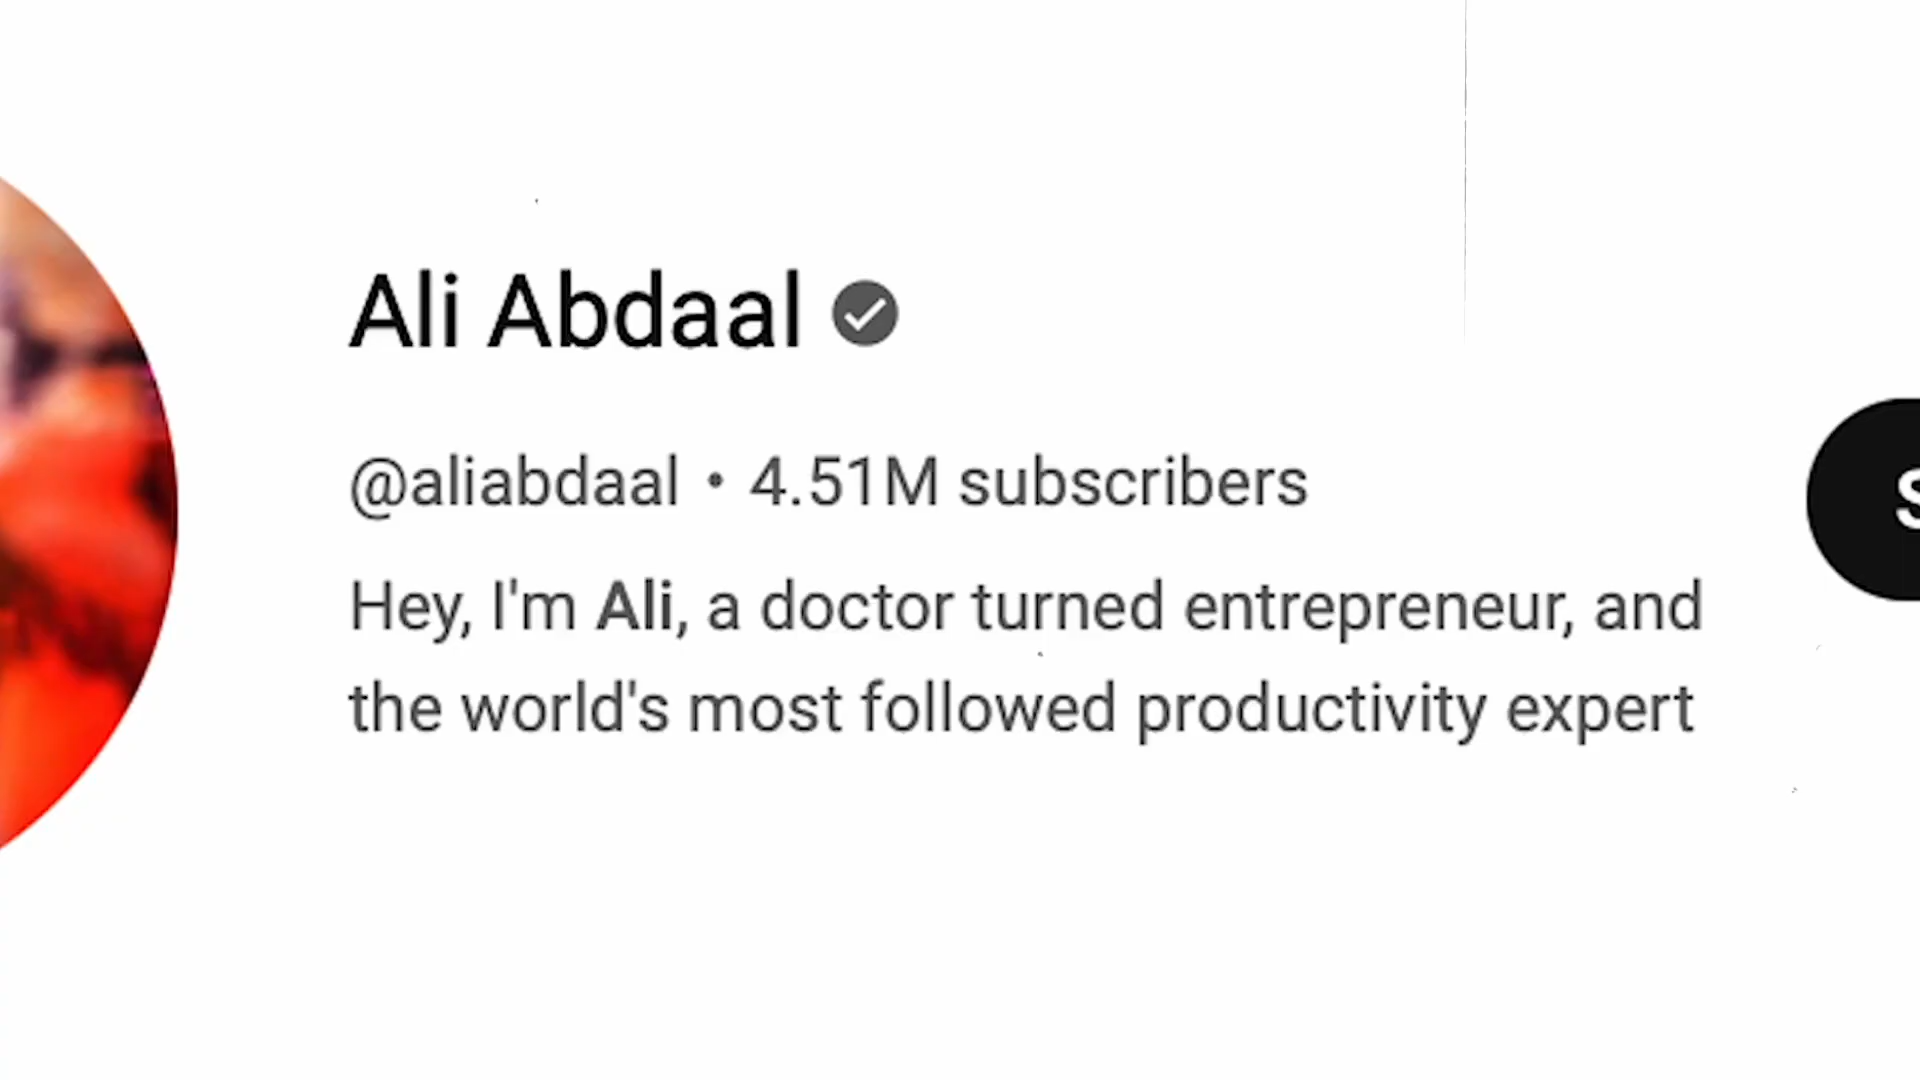 Ali Abdaal
@aliabdaal • 4.51M subscribers
Hey, I'm Ali, a doctor turned entrepreneur, and
the world's most followed productivity expert